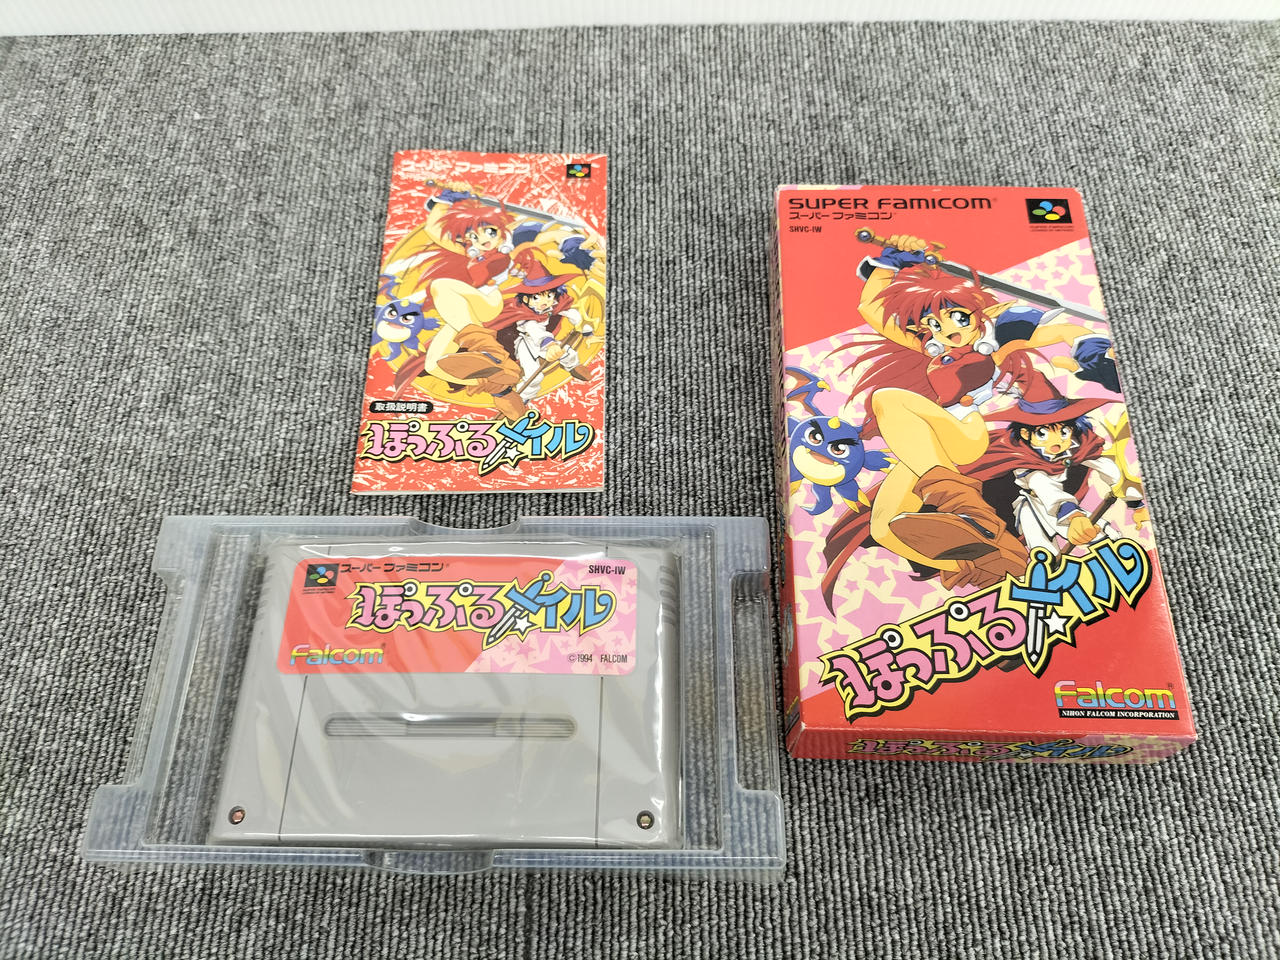 スーパーファミコン
取扱説明書
ぽっぷるメイル
SUPER FAMICOM
スーパーファミコン
SHVC-IW
SUPER FAMICOM
ぽっぷるメイル
Falcom
NIHON FALCOM INCORPORATION
ぽっぷるメイル
スーパーファミコン
SHVC-IW
ぽっぷるメイル
Falcom
©1994 FALCOM